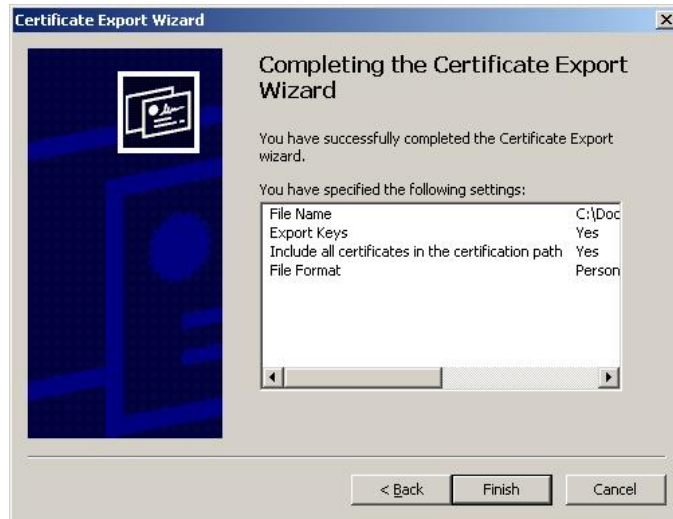 Certificate Export Wizard
Completing the Certificate Export
Wizard
You have successfully completed the Certificate Export
wizard.
You have specified the following settings:
File Name C:\Doc
Export Keys Yes
Include all certificates in the certification path Yes
File Format Person
< Back Finish Cancel